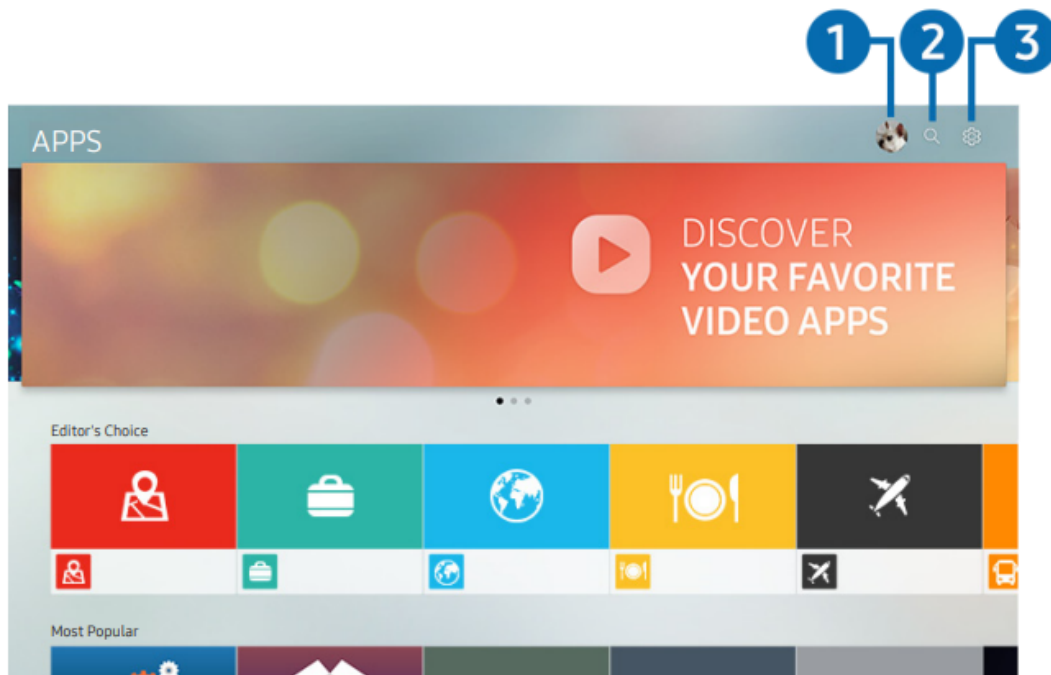 1 2 3
APPS
DISCOVER
YOUR FAVORITE
VIDEO APPS
Editor's Choice
Most Popular